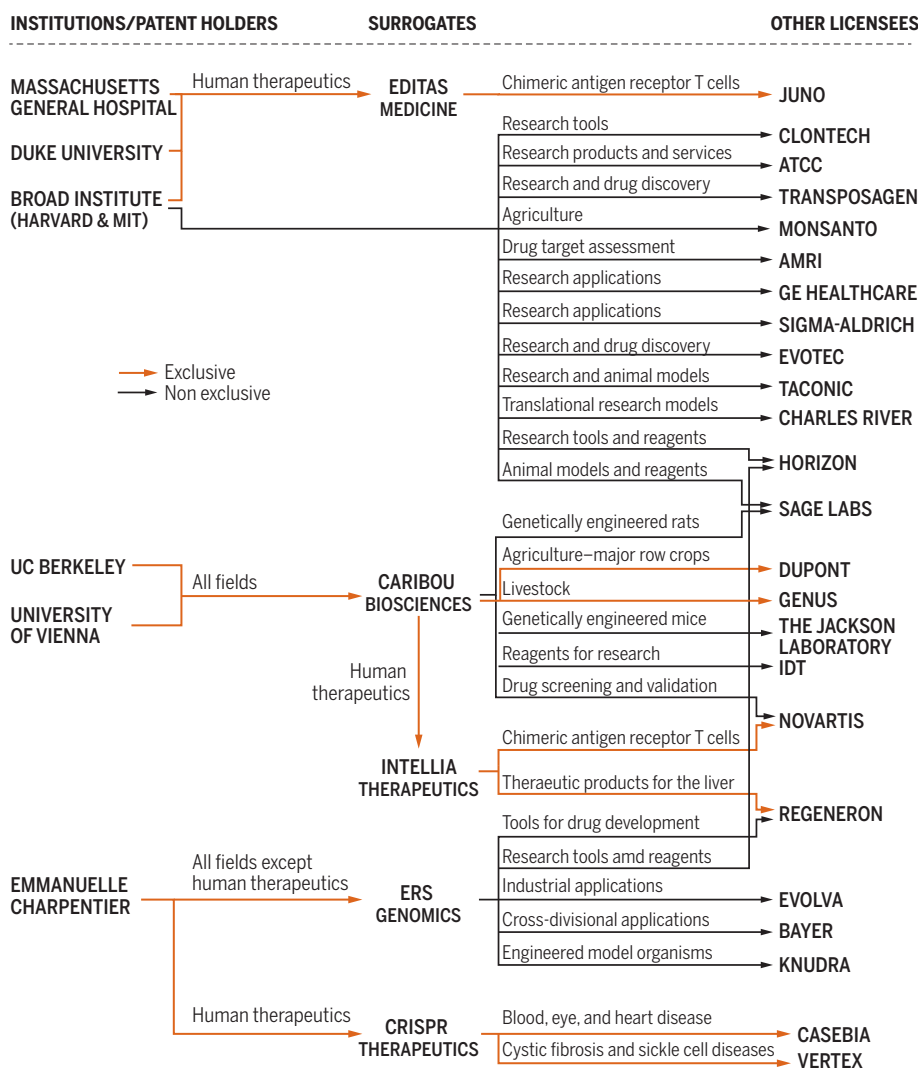 INSTITUTIONS/PATENT HOLDERS
SURROGATES
OTHER LICENSEES
MASSACHUSETTS
GENERAL HOSPITAL
Human therapeutics
EDITAS
MEDICINE
Chimeric antigen receptor T cells
JUNO
DUKE UNIVERSITY
BROAD INSTITUTE
(HARVARD & MIT)
Research tools
CLONTECH
Research products and services
ATCC
Research and drug discovery
TRANSPOSAGEN
Agriculture
MONSANTO
Drug target assessment
AMRI
Research applications
GE HEALTHCARE
Research applications
SIGMA-ALDRICH
Research and drug discovery
EVOTEC
Research and animal models
TACONIC
Translational research models
CHARLES RIVER
Research tools and reagents
HORIZON
Animal models and reagents
SAGE LABS
Exclusive
Non exclusive
UC BERKELEY
UNIVERSITY
OF VIENNA
All fields
CARIBOU
BIOSCIENCES
Genetically engineered rats
Agriculture–major row crops
DUPONT
Livestock
GENUS
Genetically engineered mice
THE JACKSON
LABORATORY
Reagents for research
IDT
Drug screening and validation
NOVARTIS
Human
therapeutics
INTELLIA
THERAPEUTICS
Chimeric antigen receptor T cells
Theraeutic products for the liver
REGENERON
EMMANUELLE
CHARPENTIER
All fields except
human therapeutics
ERS
GENOMICS
Tools for drug development
Research tools amd reagents
Industrial applications
EVOLVA
Cross-divisional applications
BAYER
Engineered model organisms
KNUDRA
Human therapeutics
CRISPR
THERAPEUTICS
Blood, eye, and heart disease
CASEBIA
Cystic fibrosis and sickle cell diseases
VERTEX